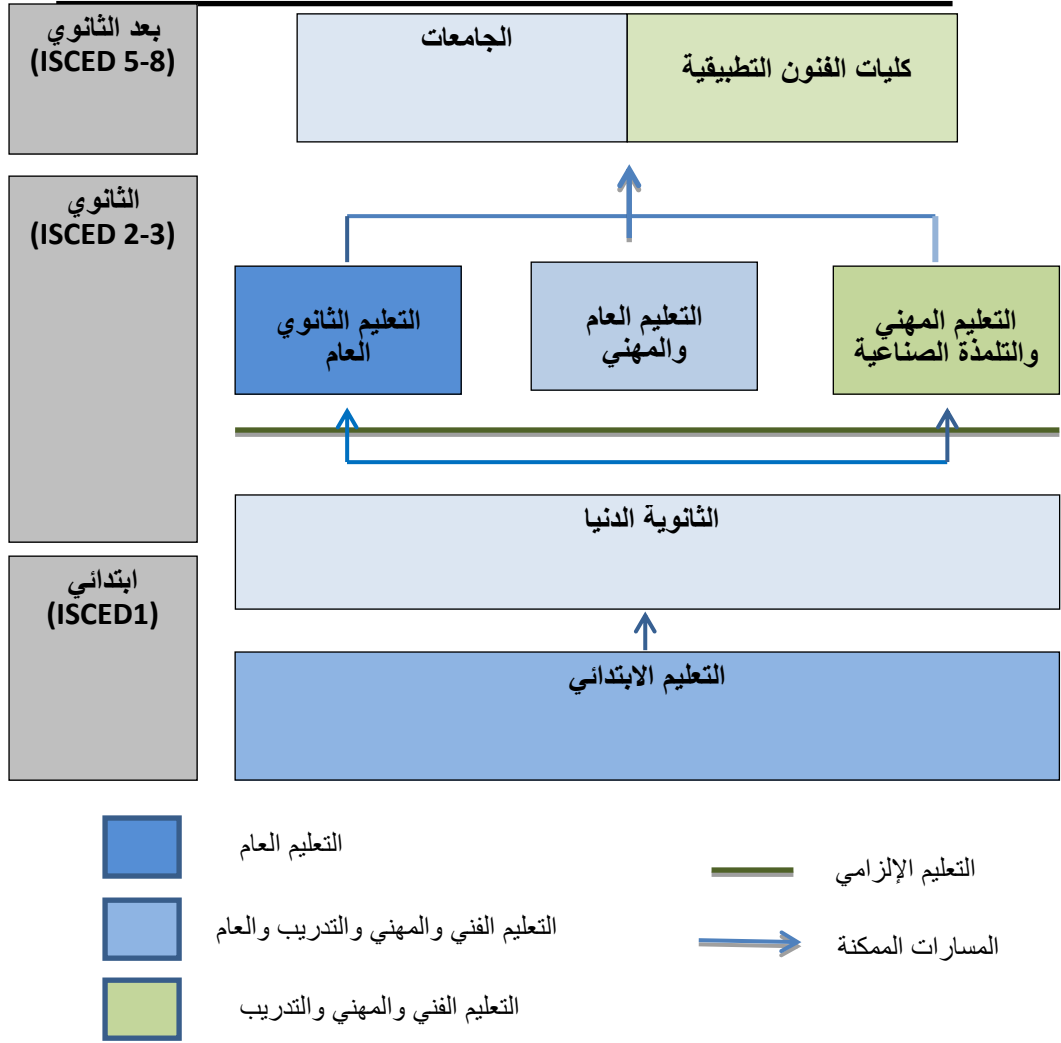 بعد الثانوي
(ISCED 5-8)
الجامعات
كليات الفنون التطبيقية
الثانوي
(ISCED 2-3)
التعليم الثانوي
العام
التعليم العام
والمهني
التعليم المهني
والتلمذة الصناعية
الثانوية الدنيا
ابتدائي
(ISCED1)
التعليم الابتدائي
التعليم العام
التعليم الإلزامي
التعليم الفني والمهني والتدريب والعام
المسارات الممكنة
التعليم الفني والمهني والتدريب